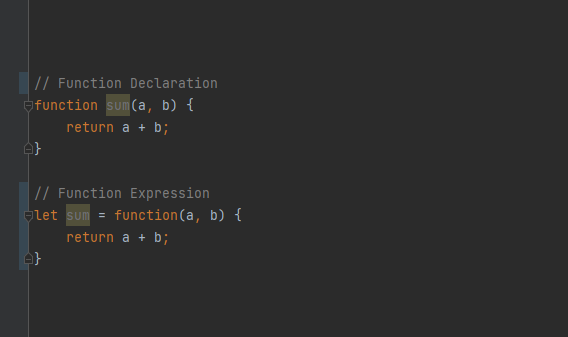 // Function Declaration
function sum(a, b) {
    return a + b;
}
// Function Expression
let sum = function(a, b) {
    return a + b;
}